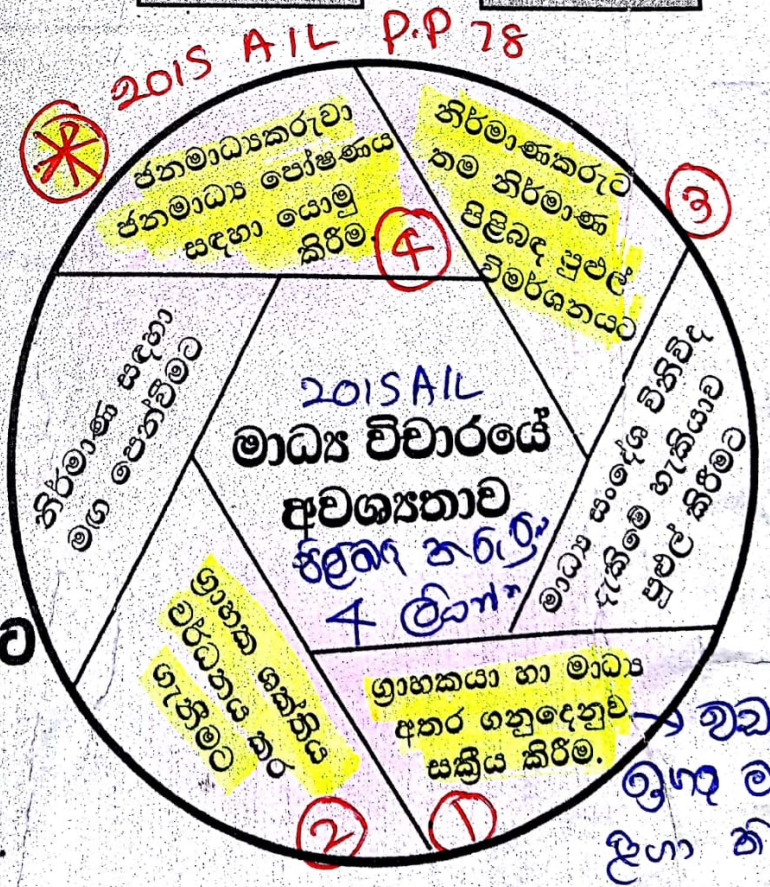 2015 A/L P.P 78
ජනමාධ්‍යකරුවා
ජනමාධ්‍ය පෝෂණය
සඳහා යොමු
කිරීම.
4
නිර්මාණකරුට
තම නිර්මාණ
පිළිබඳ පුළුල්
විමර්ශනයට
3
නිර්මාණ සඳහා
මඟ පෙන්වීමට
2015 A/L
මාධ්‍ය විචාරයේ
අවශ්‍යතාව
පිළිබඳ
4 ලියන්න
මාධ්‍ය සංදේශ විනිවිද
දැකීමේ හැකියාව
පුළුල් කිරීමට
ග්‍රාහක ශක්තිය
වර්ධනය කර
ගැනීමට
2
ග්‍රාහකයා හා මාධ්‍ය
අතර ගනුදෙනුව
සක්‍රීය කිරීම.
1